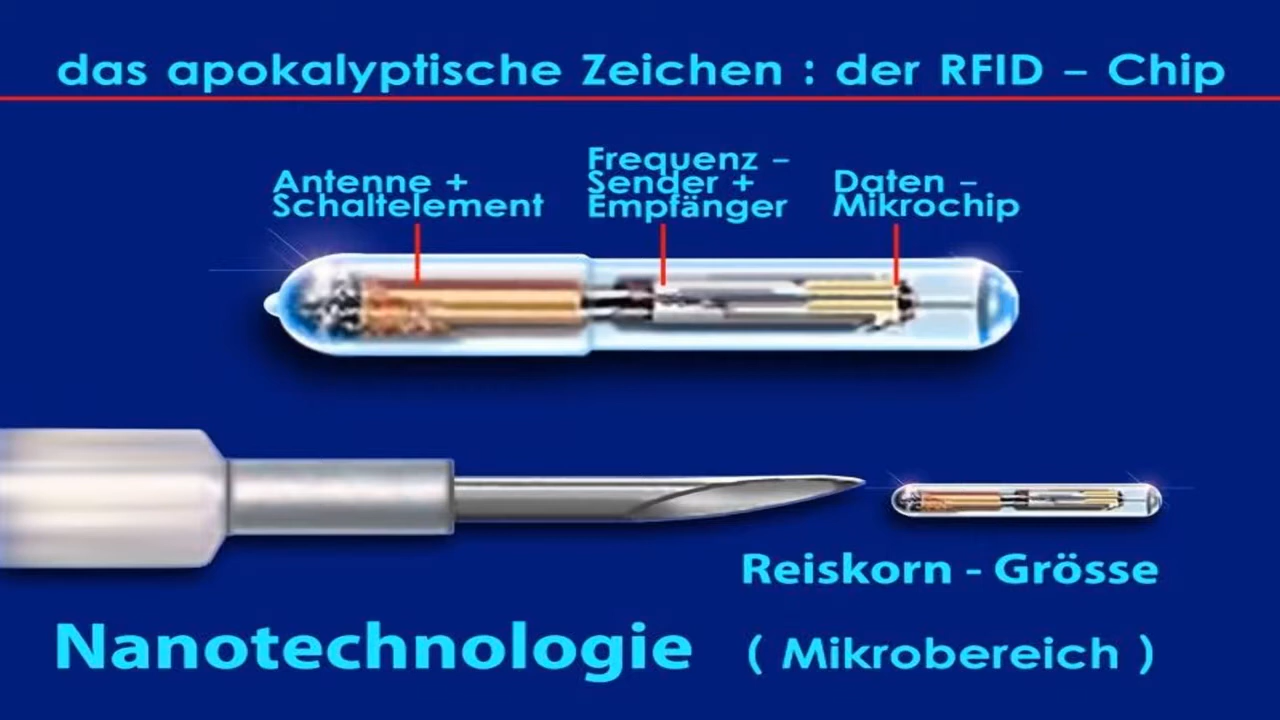 das apokalyptische Zeichen : der RFID – Chip
Antenne +
Schaltelement
Frequenz –
Sender +
Empfänger
Daten –
Mikrochip
Reiskorn - Grösse
Nanotechnologie ( Mikrobereich )